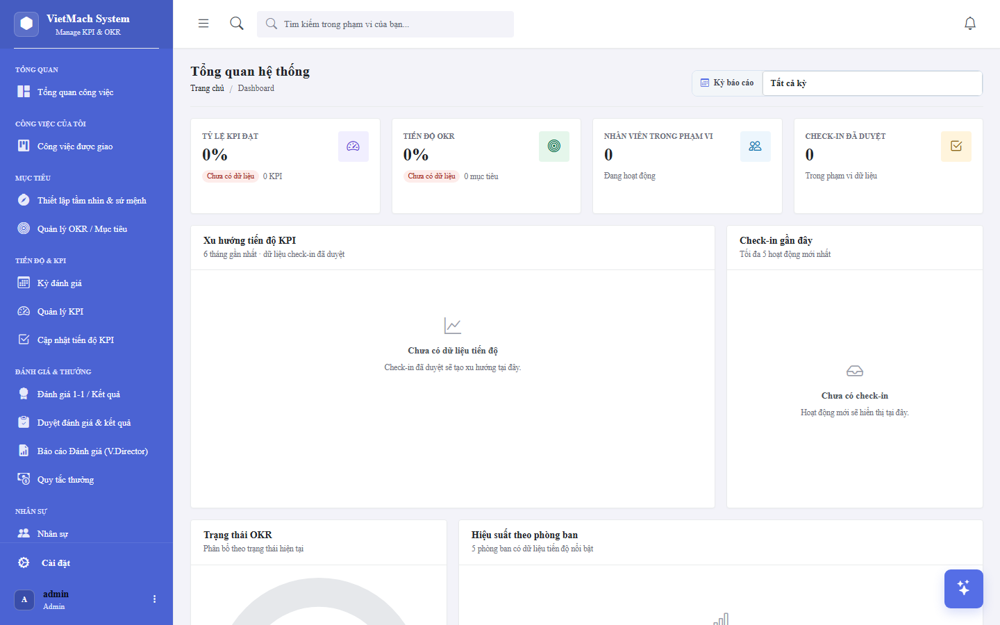 VietMach System
Manage KPI & OKR
TỔNG QUAN
Tổng quan công việc
CÔNG VIỆC CỦA TÔI
Công việc được giao
MỤC TIÊU
Thiết lập tầm nhìn & sứ mệnh
Quản lý OKR / Mục tiêu
TIẾN ĐỘ & KPI
Kỳ đánh giá
Quản lý KPI
Cập nhật tiến độ KPI
ĐÁNH GIÁ & THƯỞNG
Đánh giá 1-1 / Kết quả
Duyệt đánh giá & kết quả
Báo cáo Đánh giá (V.Director)
Quy tắc thưởng
NHÂN SỰ
Nhân sự
Cài đặt
A
admin
Admin
Tìm kiếm trong phạm vi của bạn...
Tổng quan hệ thống
Trang chủ / Dashboard
Kỳ báo cáo
Tất cả kỳ
TỶ LỆ KPI ĐẠT
0%
Chưa có dữ liệu 0 KPI
TIẾN ĐỘ OKR
0%
Chưa có dữ liệu 0 mục tiêu
NHÂN VIÊN TRONG PHẠM VI
0
Đang hoạt động
CHECK-IN ĐÃ DUYỆT
0
Trong phạm vi dữ liệu
Xu hướng tiến độ KPI
6 tháng gần nhất · dữ liệu check-in đã duyệt
Chưa có dữ liệu tiến độ
Check-in đã duyệt sẽ tạo xu hướng tại đây.
Check-in gần đây
Tối đa 5 hoạt động mới nhất
Chưa có check-in
Hoạt động mới sẽ hiển thị tại đây.
Trạng thái OKR
Phân bổ theo trạng thái hiện tại
Hiệu suất theo phòng ban
5 phòng ban có dữ liệu tiến độ nổi bật